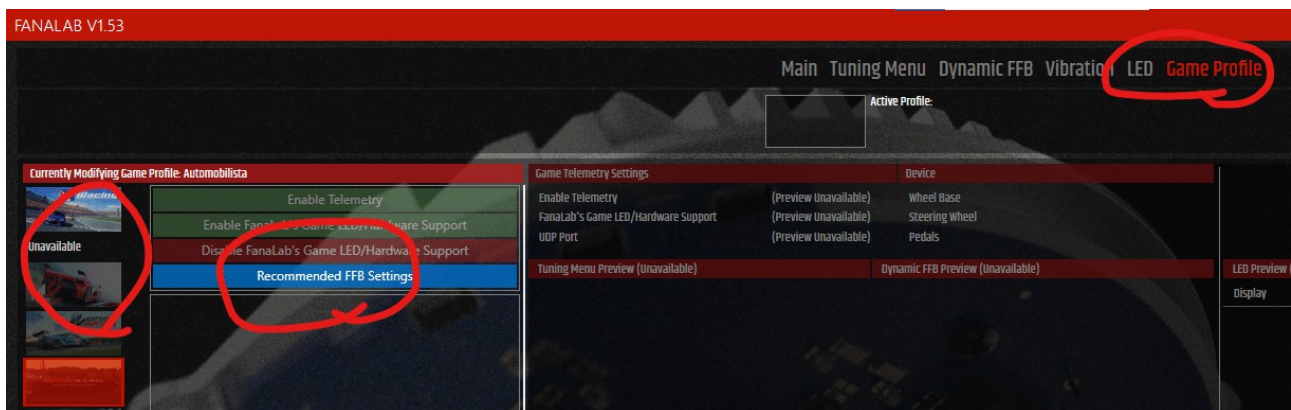 FANALAB V1.53
Main Tuning Menu Dynamic FFB Vibration LED Game Profile
Active Profile:
Currently Modifying Game Profile: Automobilista
iRacing
Unavailable
Enable Telemetry
Enable FanaLab's Game LED/Hardware Support
Disable FanaLab's Game LED/Hardware Support
Recommended FFB Settings
Game Telemetry Settings
Device
Enable Telemetry (Preview Unavailable)
Wheel Base
FanaLab's Game LED/Hardware Support (Preview Unavailable)
Steering Wheel
UDP Port (Preview Unavailable)
Pedals
Tuning Menu Preview (Unavailable)
Dynamic FFB Preview (Unavailable)
LED Preview
Display